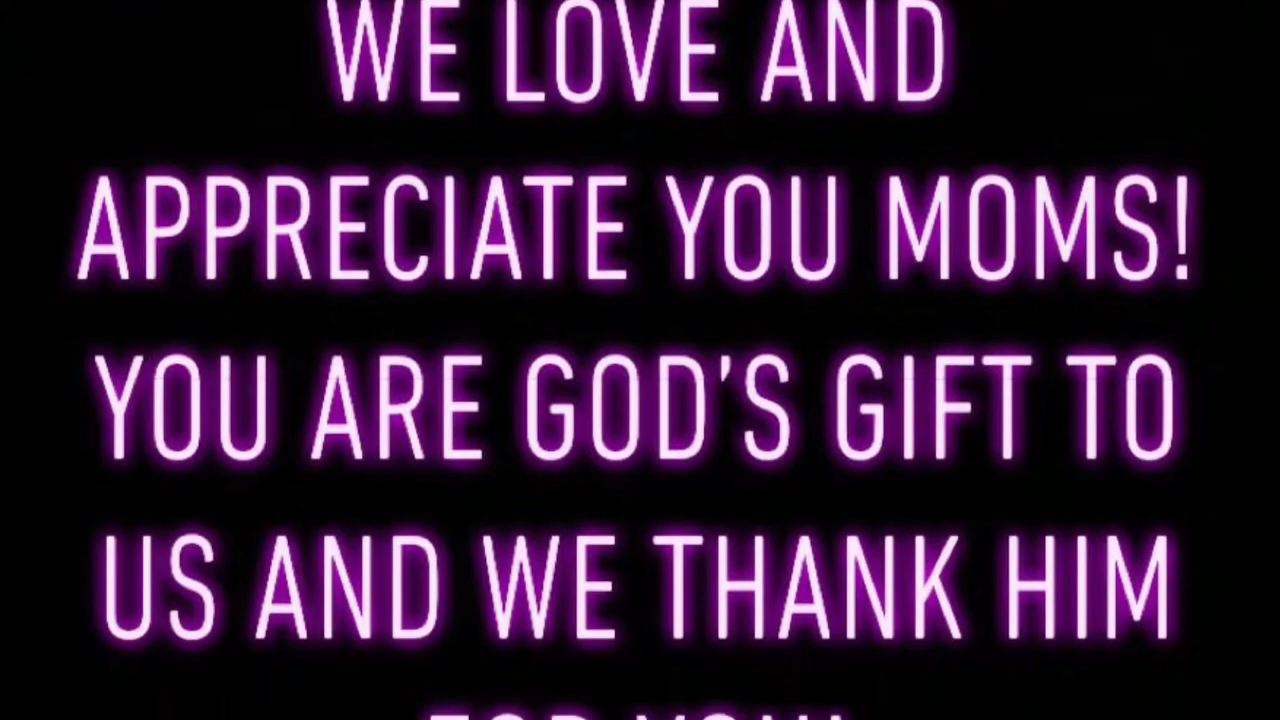 WE LOVE AND
APPRECIATE YOU MOMS!
YOU ARE GOD'S GIFT TO
US AND WE THANK HIM